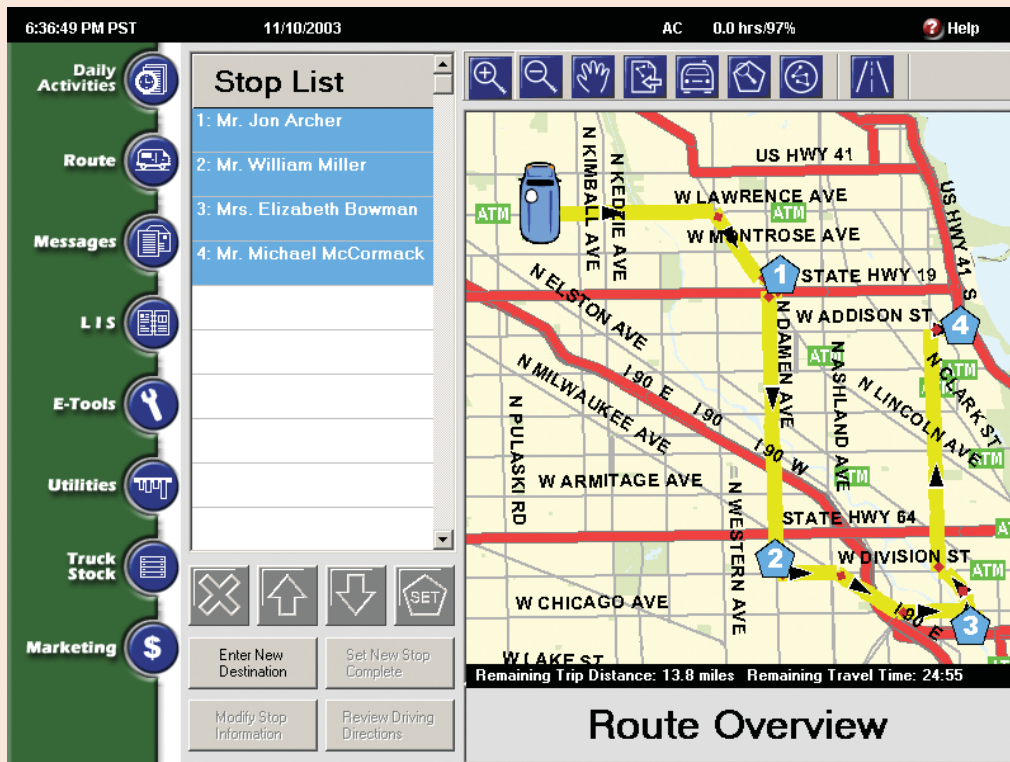 6:36:49 PM PST
11/10/2003
AC
0.0 hrs/97%
? Help
Daily
Activities
Route
Messages
LIS
E-Tools
Utilities
Truck
Stock
Marketing
$
Stop List
1: Mr. Jon Archer
2: Mr. William Miller
3: Mrs. Elizabeth Bowman
4: Mr. Michael McCormack
SET
Enter New
Destination
Set New Stop
Complete
Modify Stop
Information
Review Driving
Directions
N KIMBALL AVE
N KEDZIE AVE
US HWY 41
US HWY 41 S
W LAWRENCE AVE
ATM
ATM
W MONTROSE AVE
1
STATE HWY 19
N ELSTON AVE
W ADDISON ST
4
N DAMEN AVE
N ASHLAND AVE
ATM
ATM
ATM
N CLARK ST
N LINCOLN AVE
N MILWAUKEE AVE
I 90 E
I 90
I 90 W
N PULASKI RD
ATM
ATM
W ARMITAGE AVE
N WESTERN AVE
STATE HWY 64
A
2
W DIVISION ST
ATM
W CHICAGO AVE
I 90 E
3
W LAKE ST
Remaining Trip Distance: 13.8 miles Remaining Travel Time: 24:55
Route Overview